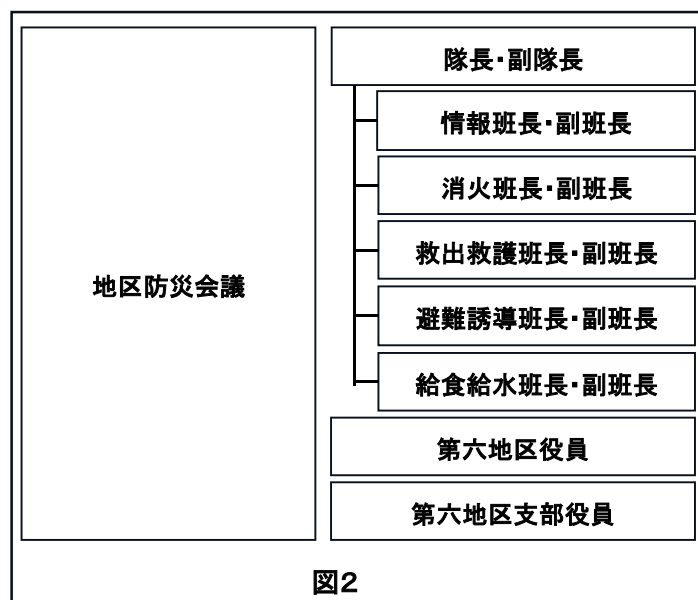 地区防災会議
隊長・副隊長
情報班長・副班長
消火班長・副班長
救出救護班長・副班長
避難誘導班長・副班長
給食給水班長・副班長
第六地区役員
第六地区支部役員
図2